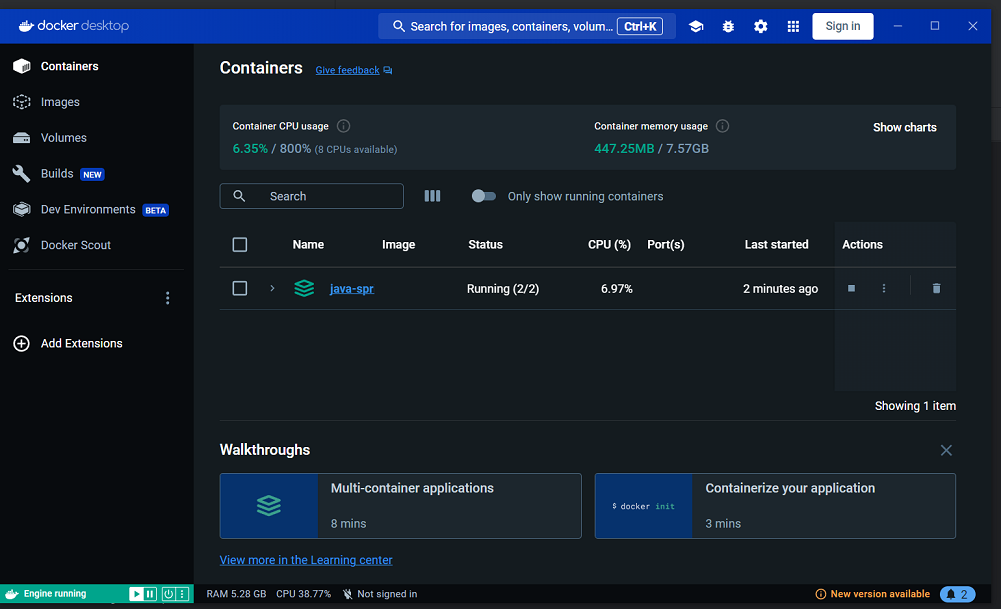 docker desktop
Search for images, containers, volum... Ctrl+K
Sign in
Containers
Images
Volumes
Builds NEW
Dev Environments BETA
Docker Scout
Extensions
Add Extensions
Containers Give feedback
Container CPU usage
6.35% / 800% (8 CPUs available)
Container memory usage
447.25MB / 7.57GB
Show charts
Search
Only show running containers
Name Image Status CPU (%) Port(s) Last started Actions
java-spr Running (2/2) 6.97% 2 minutes ago
Showing 1 item
Walkthroughs
Multi-container applications
8 mins
$ docker init
Containerize your application
3 mins
View more in the Learning center
Engine running
RAM 5.28 GB CPU 38.77% Not signed in
New version available 2